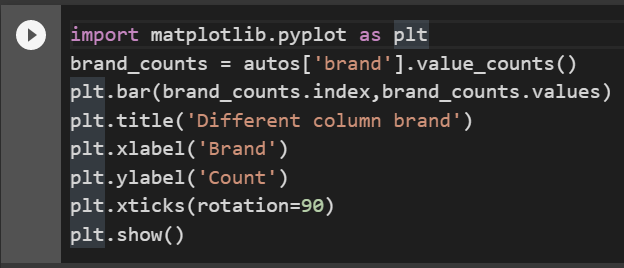 import matplotlib.pyplot as plt
brand_counts = autos['brand'].value_counts()
plt.bar(brand_counts.index,brand_counts.values)
plt.title('Different column brand')
plt.xlabel('Brand')
plt.ylabel('Count')
plt.xticks(rotation=90)
plt.show()